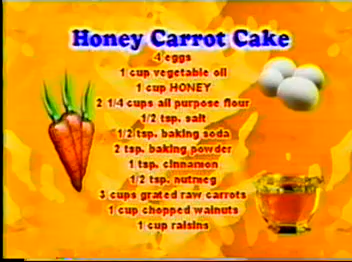 Honey Carrot Cake
4 eggs
1 cup vegetable oil
1 cup HONEY
2 1/4 cups all purpose flour
1/2 tsp. salt
1/2 tsp. baking soda
2 tsp. baking powder
1 tsp. cinnamon
1/2 tsp. nutmeg
3 cups grated raw carrots
1 cup chopped walnuts
1 cup raisins